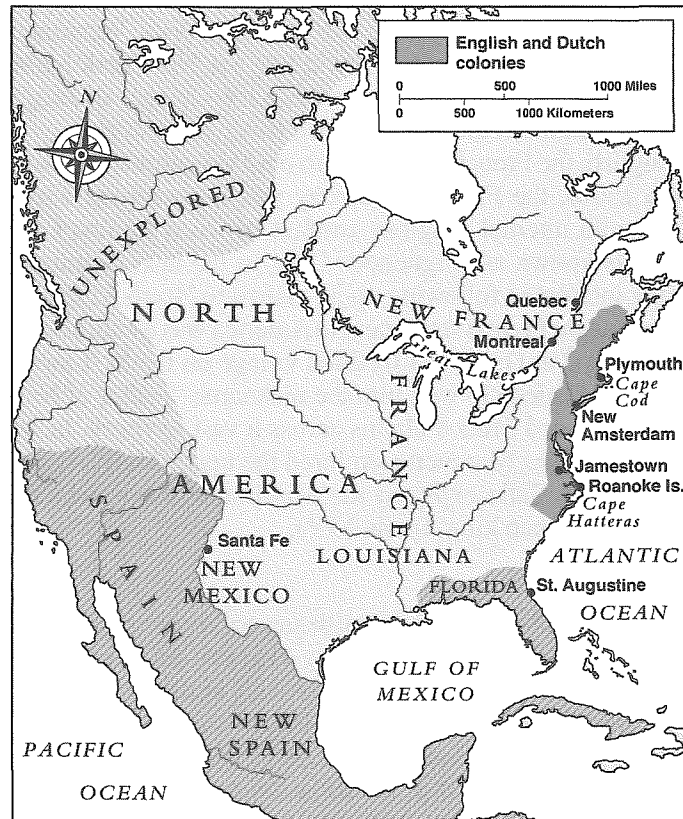 English and Dutch
colonies
0 500 1000 Miles
0 500 1000 Kilometers
N
UNEXPLORED
NORTH
NEW FRANCE
Quebec
Montreal
Great Lakes
Plymouth
Cape
Cod
FRANCE
New
Amsterdam
Jamestown
AMERICA
Roanoke Is.
Cape
Hatteras
SPAIN
Santa Fe
NEW
MEXICO
LOUISIANA
ATLANTIC
OCEAN
FLORIDA
St. Augustine
GULF OF
MEXICO
NEW
SPAIN
PACIFIC
OCEAN